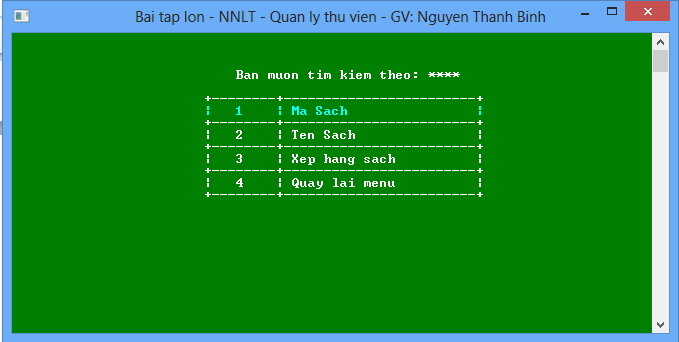 Bai tap lon - NNLT - Quan ly thu vien - GV: Nguyen Thanh Binh
Ban muon tim kiem theo: ****
1 Ma Sach
2 Ten Sach
3 Xep hang sach
4 Quay lai menu